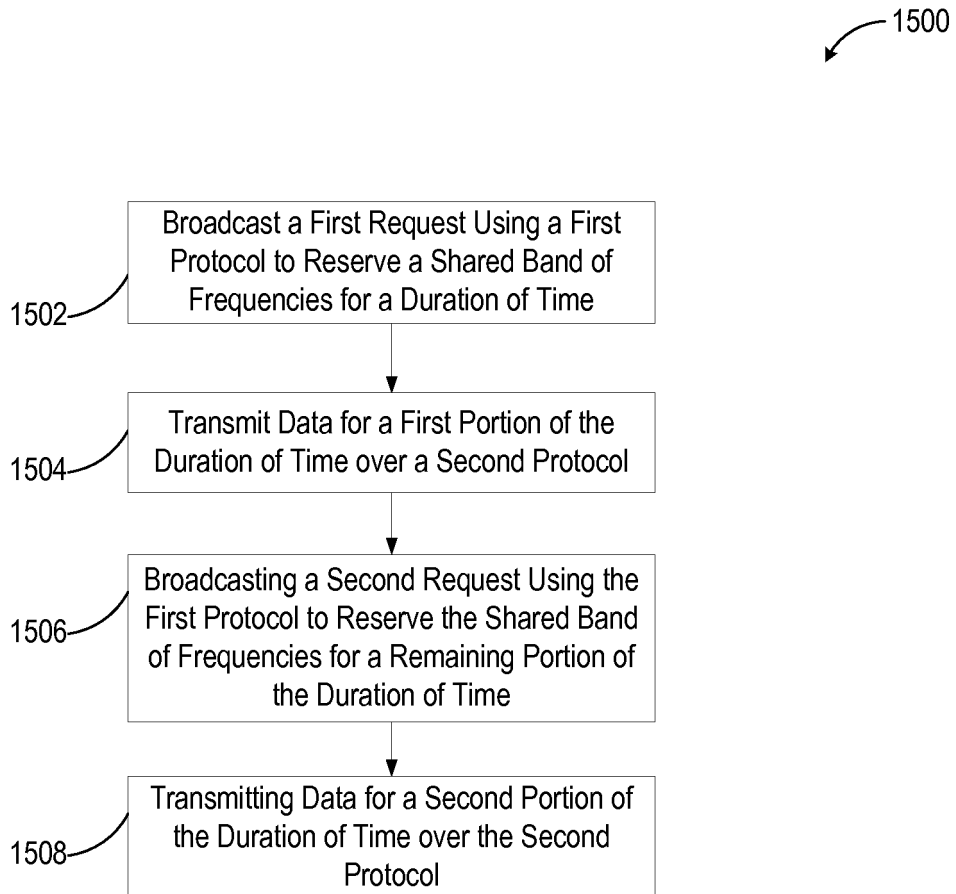 1500
Broadcast a First Request Using a First
Protocol to Reserve a Shared Band of
Frequencies for a Duration of Time
1502
Transmit Data for a First Portion of the
Duration of Time over a Second Protocol
1504
Broadcasting a Second Request Using the
First Protocol to Reserve the Shared Band
of Frequencies for a Remaining Portion of
the Duration of Time
1506
Transmitting Data for a Second Portion of
the Duration of Time over the Second
Protocol
1508